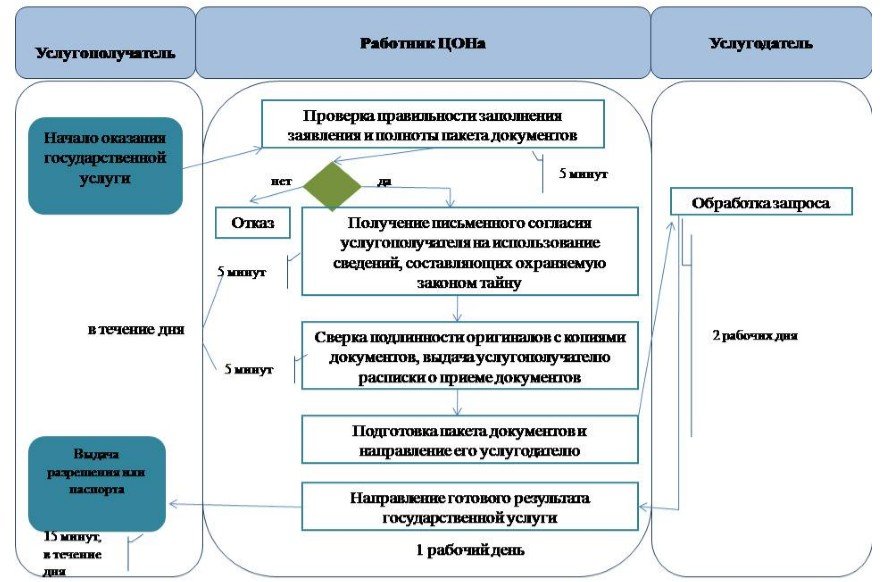 Услугополучатель
Работник ЦОНа
Услугодатель
Начало оказания
государственной
услуги
Проверка правильности заполнения
заявления и полноты пакета документов
5 минут
нет
да
Отказ
Получение письменного согласия
услугополучателя на использование
сведений, составляющих охраняемую
законом тайну
5 минут
Обработка запроса
2 рабочих дня
в течение дня
Сверка подлинности оригиналов с копиями
документов, выдача услугополучателю
расписки о приеме документов
5 минут
Подготовка пакета документов и
направление его услугодателю
Выдача
разрешения или
паспорта
Направление готового результата
государственной услуги
15 минут,
в течение
дня
1 рабочий день